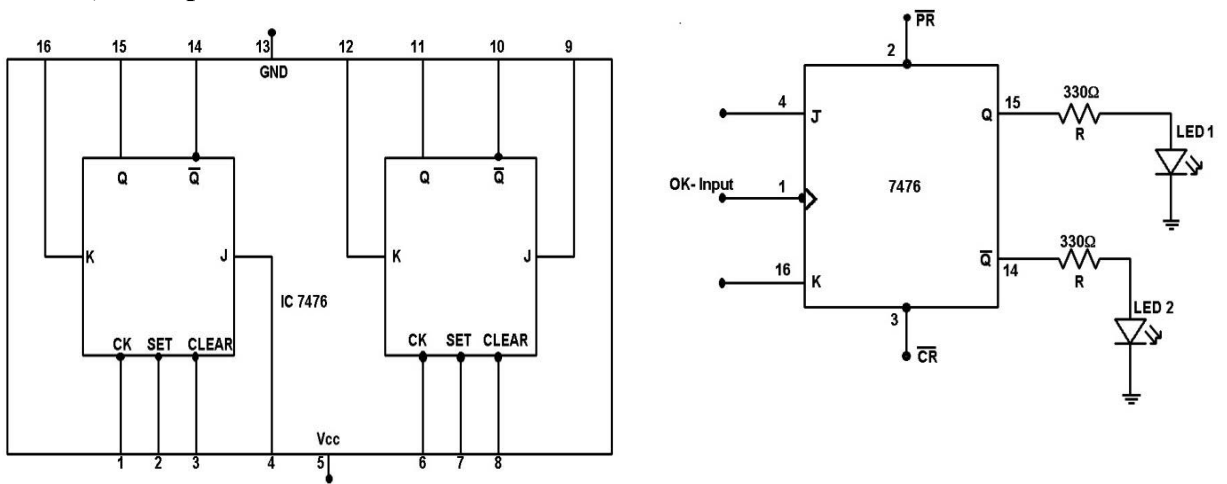 16 15 14 13 12 11 10 9
GND
Q Q̅ Q Q̅
K J K J
IC 7476
CK SET CLEAR CK SET CLEAR
Vcc
1 2 3 4 5 6 7 8
P̅R̅
2
4 J
Q 15 330Ω
R
LED 1
OK- Input 1
7476
16 K
Q̅ 14 330Ω
R
LED 2
3
C̅R̅